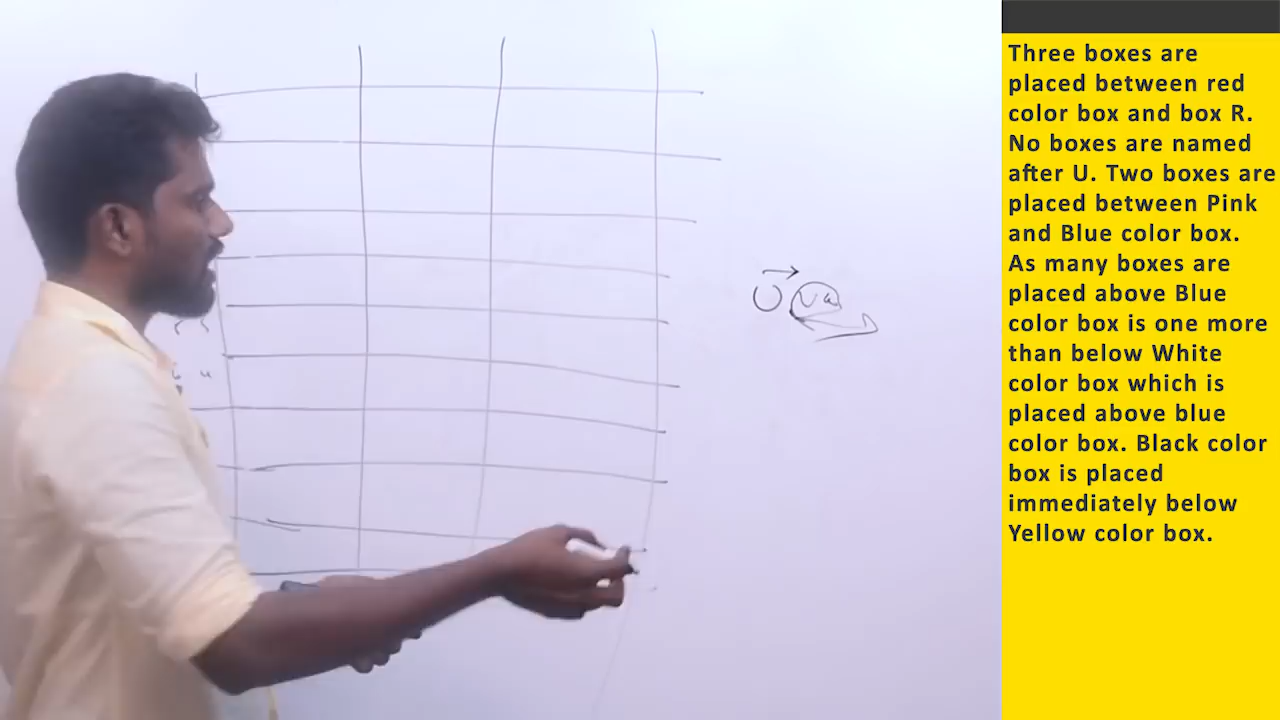 Three boxes are
placed between red
color box and box R.
No boxes are named
after U. Two boxes are
placed between Pink
and Blue color box.
As many boxes are
placed above Blue
color box is one more
than below White
color box which is
placed above blue
color box. Black color
box is placed
immediately below
Yellow color box.
U